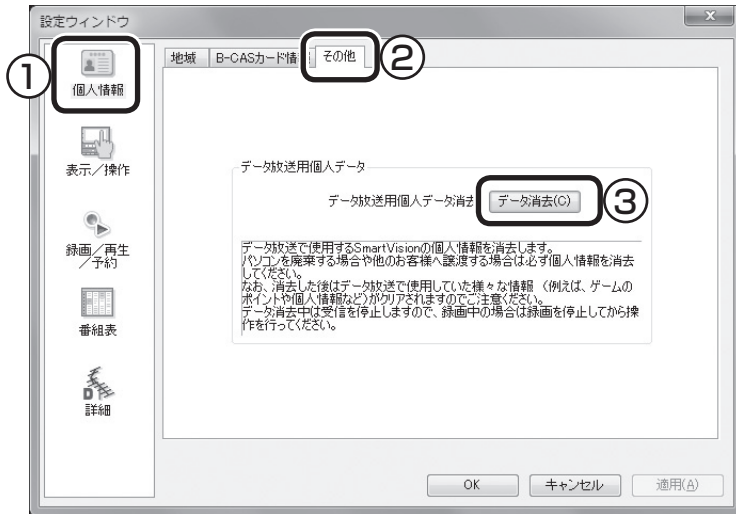 設定ウィンドウ
①
個人情報
表示／操作
録画／再生
／予約
番組表
詳細
地域
B-CASカード情
その他
②
データ放送用個人データ
データ放送用個人データ消去
データ消去(C)
③
データ放送で使用するSmartVisionの個人情報を消去します。
パソコンを廃棄する場合や他のお客様へ譲渡する場合は必ず個人情報を消去
してください。
なお、消去した後はデータ放送で使用していた様々な情報（例えば、ゲームの
ポイントや個人情報など）がクリアされますのでご注意ください。
データ消去中は受信を停止しますので、録画中の場合は録画を停止してから操
作を行ってください。
OK
キャンセル
適用(A)